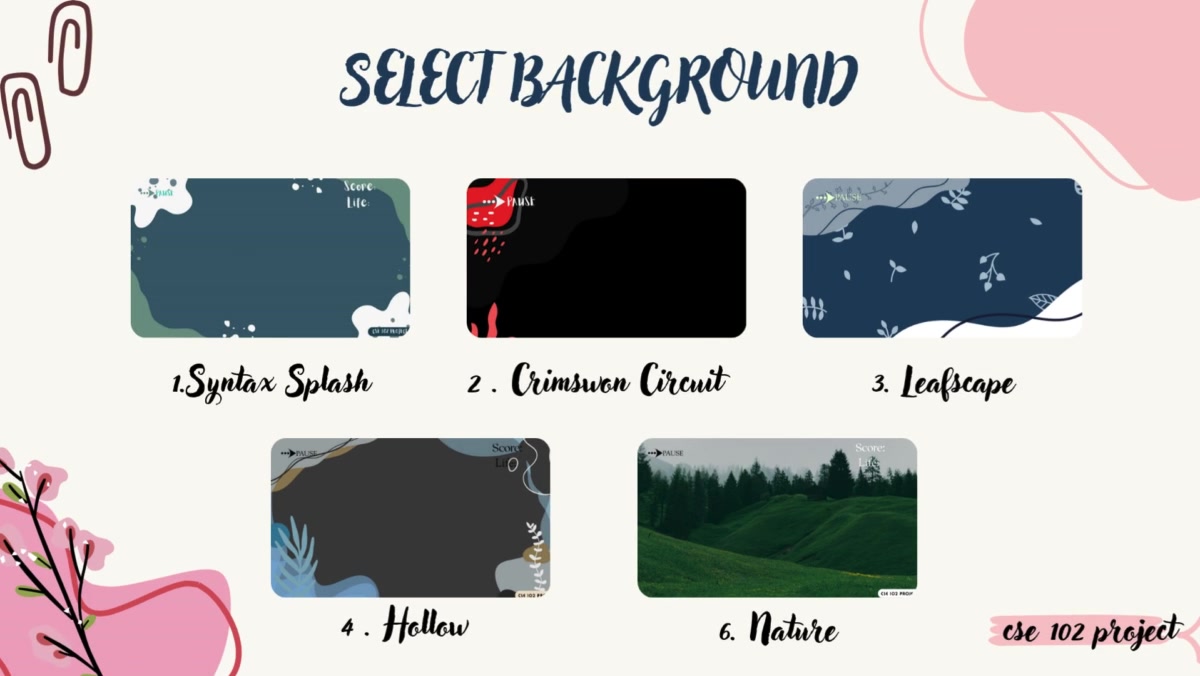 SELECT BACKGROUND
PAUSE
Score:
Life:
CSE 102 PROJECT
PAUSE
PAUSE
1.Syntax Splash
2 . Crimswon Circuit
3. Leafscape
PAUSE
Score:
Life:
CSE 102 PROJ
PAUSE
Score:
Life:
CSE 102 PROJ
4 . Hollow
6. Nature
cse 102 project